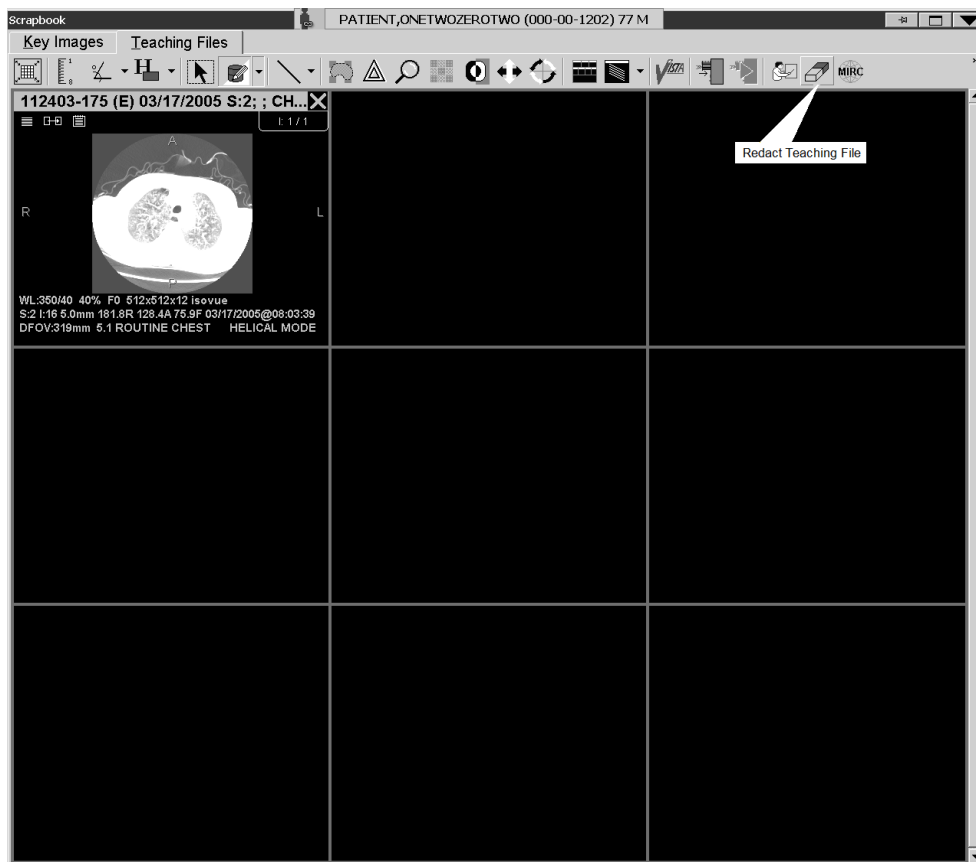 Scrapbook
PATIENT,ONETWOZEROTWO (000-00-1202) 77 M
Key Images
Teaching Files
H
VISTA
MIRC
Redact Teaching File
112403-175 (E) 03/17/2005 S:2; ; CH...
I: 1 / 1
A
R
L
P
WL:350/40 40% F0 512x512x12 isovue
S:2 I:16 5.0mm 181.8R 128.4A 75.9F 03/17/2005@08:03:39
DFOV:319mm 5.1 ROUTINE CHEST HELICAL MODE